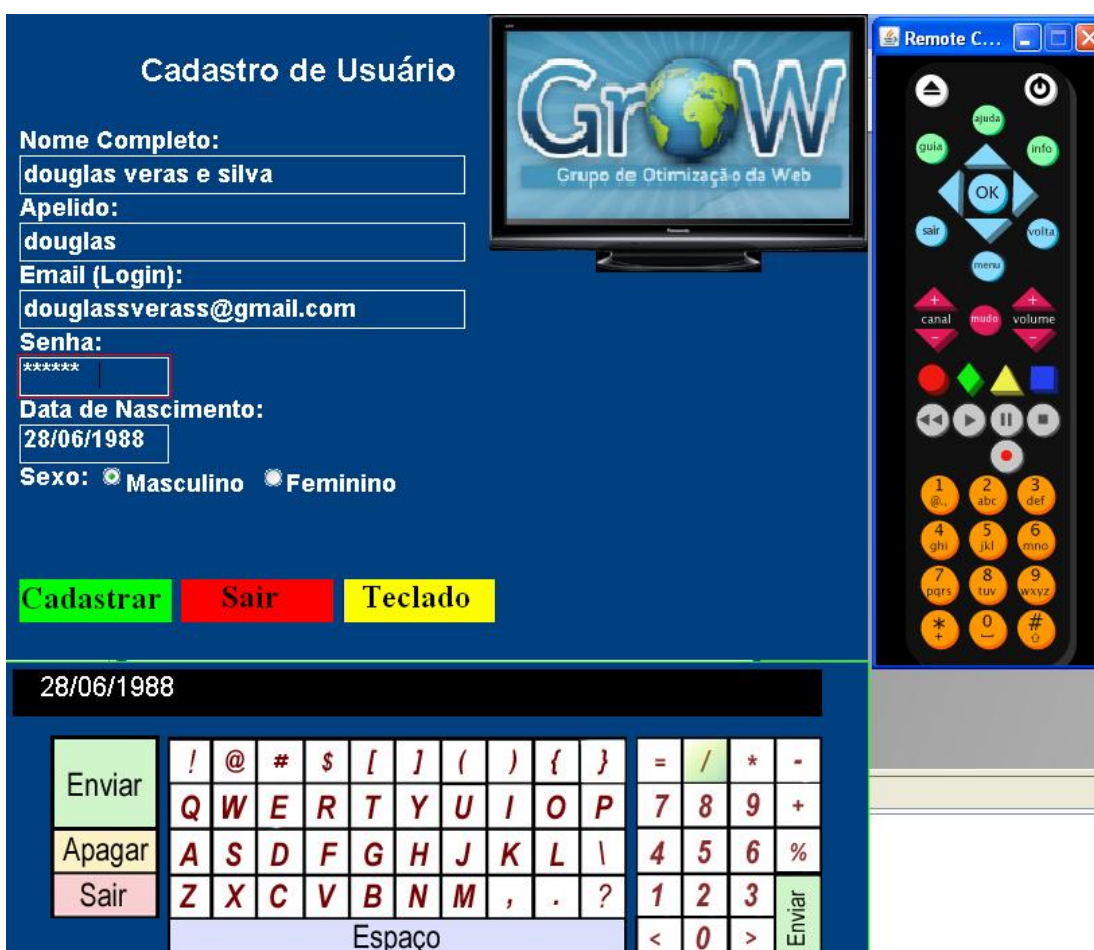 Cadastro de Usuário
Nome Completo:
douglas veras e silva
Apelido:
douglas
Email (Login):
douglassverass@gmail.com
Senha:
******
Data de Nascimento:
28/06/1988
Sexo: Masculino Feminino
Cadastrar Sair Teclado
GrOW
Grupo de Otimização da Web
Panasonic
Remote C...
ajuda
guia info
OK
sair volta
menu
+ +
canal mudo volume
- -
1 2 3
@., abc def
4 5 6
ghi jkl mno
7 8 9
pqrs tuv wxyz
* 0 #
+
28/06/1988
Enviar
Apagar
Sair
! @ # $ [ ] ( ) { } = / * -
Q W E R T Y U I O P 7 8 9 +
A S D F G H J K L \ 4 5 6 %
Z X C V B N M , . ? 1 2 3
Espaço < 0 >
Enviar